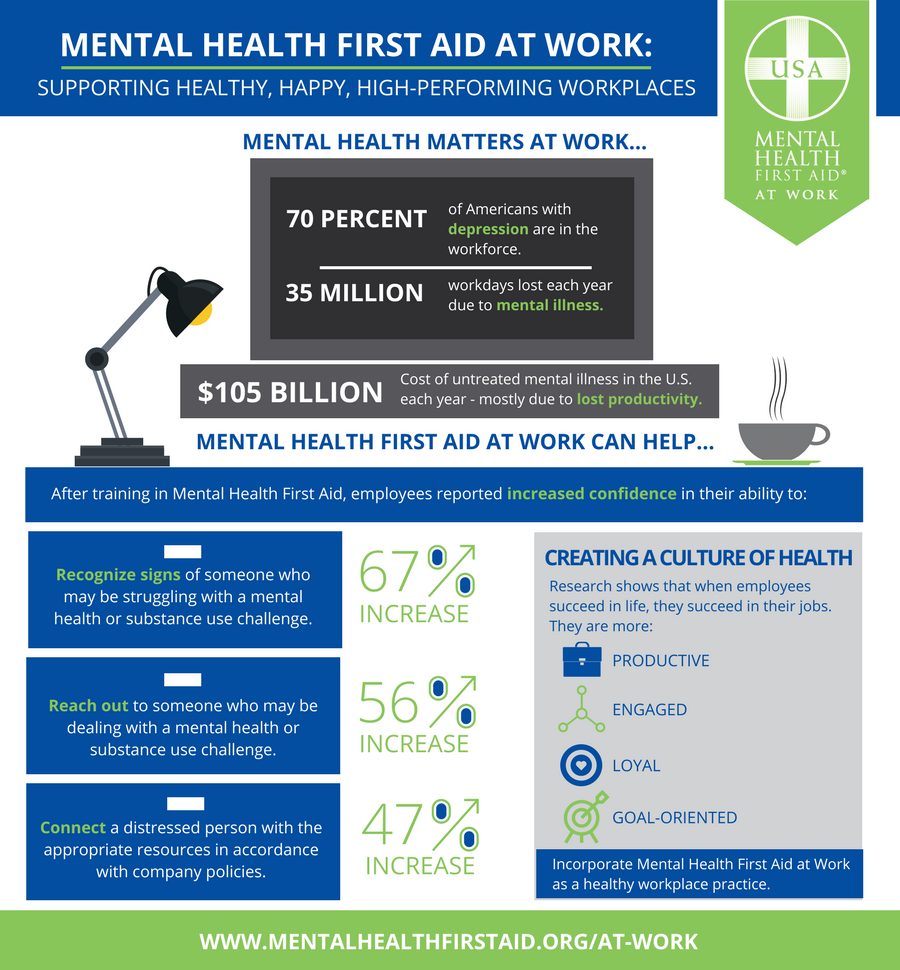 MENTAL HEALTH FIRST AID AT WORK:
SUPPORTING HEALTHY, HAPPY, HIGH-PERFORMING WORKPLACES
USA
MENTAL
HEALTH
FIRST AID®
AT WORK
MENTAL HEALTH MATTERS AT WORK...
70 PERCENT
of Americans with
depression are in the
workforce.
35 MILLION
workdays lost each year
due to mental illness.
$105 BILLION
Cost of untreated mental illness in the U.S.
each year - mostly due to lost productivity.
MENTAL HEALTH FIRST AID AT WORK CAN HELP...
After training in Mental Health First Aid, employees reported increased confidence in their ability to:
Recognize signs of someone who
may be struggling with a mental
health or substance use challenge.
67%
INCREASE
Reach out to someone who may be
dealing with a mental health or
substance use challenge.
56%
INCREASE
Connect a distressed person with the
appropriate resources in accordance
with company policies.
47%
INCREASE
CREATING A CULTURE OF HEALTH
Research shows that when employees
succeed in life, they succeed in their jobs.
They are more:
PRODUCTIVE
ENGAGED
LOYAL
GOAL-ORIENTED
Incorporate Mental Health First Aid at Work
as a healthy workplace practice.
WWW.MENTALHEALTHFIRSTAID.ORG/AT-WORK